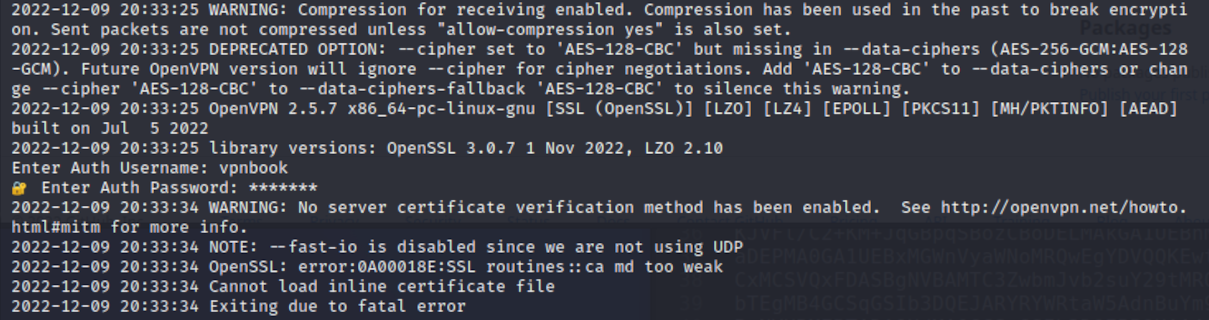 2022-12-09 20:33:25 WARNING: Compression for receiving enabled. Compression has been used in the past to break encrypti
on. Sent packets are not compressed unless "allow-compression yes" is also set.
2022-12-09 20:33:25 DEPRECATED OPTION: --cipher set to 'AES-128-CBC' but missing in --data-ciphers (AES-256-GCM:AES-128
-GCM). Future OpenVPN version will ignore --cipher for cipher negotiations. Add 'AES-128-CBC' to --data-ciphers or chan
ge --cipher 'AES-128-CBC' to --data-ciphers-fallback 'AES-128-CBC' to silence this warning.
2022-12-09 20:33:25 OpenVPN 2.5.7 x86_64-pc-linux-gnu [SSL (OpenSSL)] [LZO] [LZ4] [EPOLL] [PKCS11] [MH/PKTINFO] [AEAD]
built on Jul  5 2022
2022-12-09 20:33:25 library versions: OpenSSL 3.0.7 1 Nov 2022, LZO 2.10
Enter Auth Username: vpnbook
🔐 Enter Auth Password: *******
2022-12-09 20:33:34 WARNING: No server certificate verification method has been enabled.  See http://openvpn.net/howto.
html#mitm for more info.
2022-12-09 20:33:34 NOTE: --fast-io is disabled since we are not using UDP
2022-12-09 20:33:34 OpenSSL: error:0A00018E:SSL routines::ca md too weak
2022-12-09 20:33:34 Cannot load inline certificate file
2022-12-09 20:33:34 Exiting due to fatal error
Packages